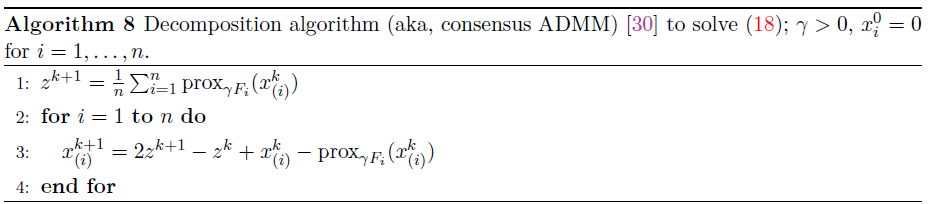 Algorithm 8 Decomposition algorithm (aka, consensus ADMM) [30] to solve (18); $\gamma > 0$, $x_i^0 = 0$
for $i = 1, \ldots, n$.
1: $z^{k+1} = \frac{1}{n} \sum_{i=1}^{n} \mathrm{prox}_{\gamma F_i}(x_{(i)}^k)$
2: for $i = 1$ to $n$ do
3: $x_{(i)}^{k+1} = 2z^{k+1} - z^k + x_{(i)}^k - \mathrm{prox}_{\gamma F_i}(x_{(i)}^k)$
4: end for